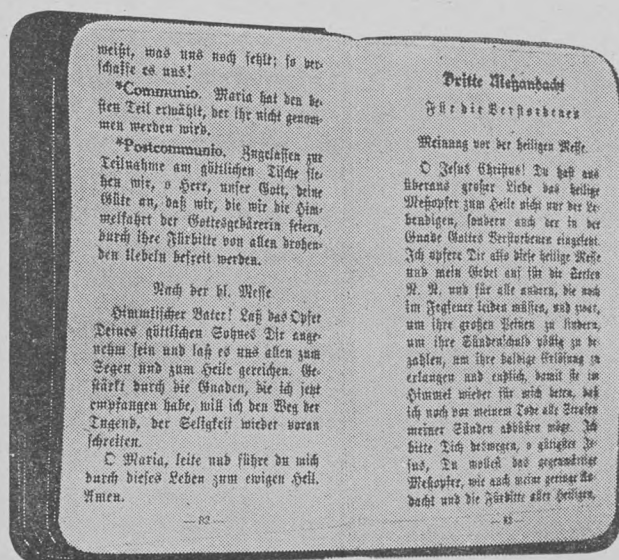 weißt, was uns noch fehlt; so ver-
schaffe es uns!
*Communio. Maria hat den be-
sten Teil erwählt, der ihr nicht genom-
men werden wird.
*Postcommunio. Zugelassen zur
Teilnahme am göttlichen Tische fle-
hen wir, o Herr, unser Gott, deine
Güte an, daß wir, die wir die Him-
melfahrt der Gottesgebärerin feiern,
durch ihre Fürbitte von allen drohen-
den Uebeln befreit werden.
Nach der hl. Messe
Himmlischer Vater! Laß das Opfer
Deines göttlichen Sohnes Dir ange-
nehm sein und laß es uns allen zum
Segen und zum Heile gereichen. Ge-
stärkt durch die Gnaden, die ich jetzt
empfangen habe, will ich den Weg der
Tugend, der Seligkeit wieder voran
schreiten.
O Maria, leite und führe du mich
durch dieses Leben zum ewigen Heil.
Amen.
— 82 —
Dritte Meßandacht
Für die Verstorbenen
Meinung vor der heiligen Messe
O Jesus Christus! Du hast aus
überaus großer Liebe das heilige
Meßopfer zum Heile nicht nur der Le-
bendigen, sondern auch der in der
Gnade Gottes Verstorbenen eingesetzt.
Ich opfere Dir also diese heilige Messe
und mein Gebet auf für die Seelen
N. N. und für alle andern, die noch
im Fegfeuer leiden müssen, und zwar,
um ihre großen Peinen zu lindern,
um ihre Sündenschuld völlig zu be-
zahlen, um ihre baldige Erlösung zu
erlangen und endlich, damit sie im
Himmel wieder für mich beten, daß
ich noch vor meinem Tode alle Strafen
meiner Sünden abbüßen möge. Ich
bitte Dich deswegen, o gütigster Je-
sus, Du wollest das gegenwärtige
Meßopfer, wie auch meine geringe An-
dacht und die Fürbitte aller Heiligen,